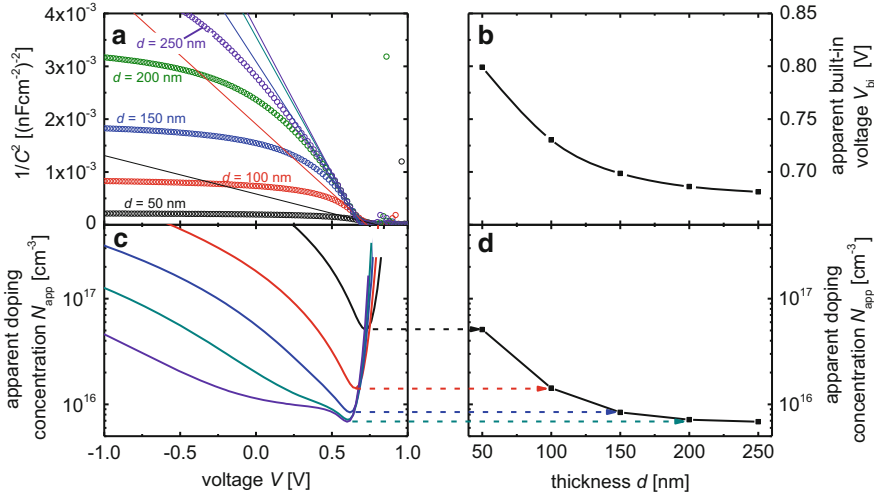 4x10⁻³
3x10⁻³
2x10⁻³
1x10⁻³
0
1/C² [(nFcm⁻²)⁻²]
a
d = 250 nm
d = 200 nm
d = 150 nm
d = 100 nm
d = 50 nm
b
0.85
0.80
0.75
0.70
apparent built-in
voltage V_bi [V]
c
10¹⁷
10¹⁶
apparent doping
concentration N_app [cm⁻³]
-1.0 -0.5 0.0 0.5 1.0
voltage V [V]
d
10¹⁷
10¹⁶
apparent doping
concentration N_app [cm⁻³]
50 100 150 200 250
thickness d [nm]